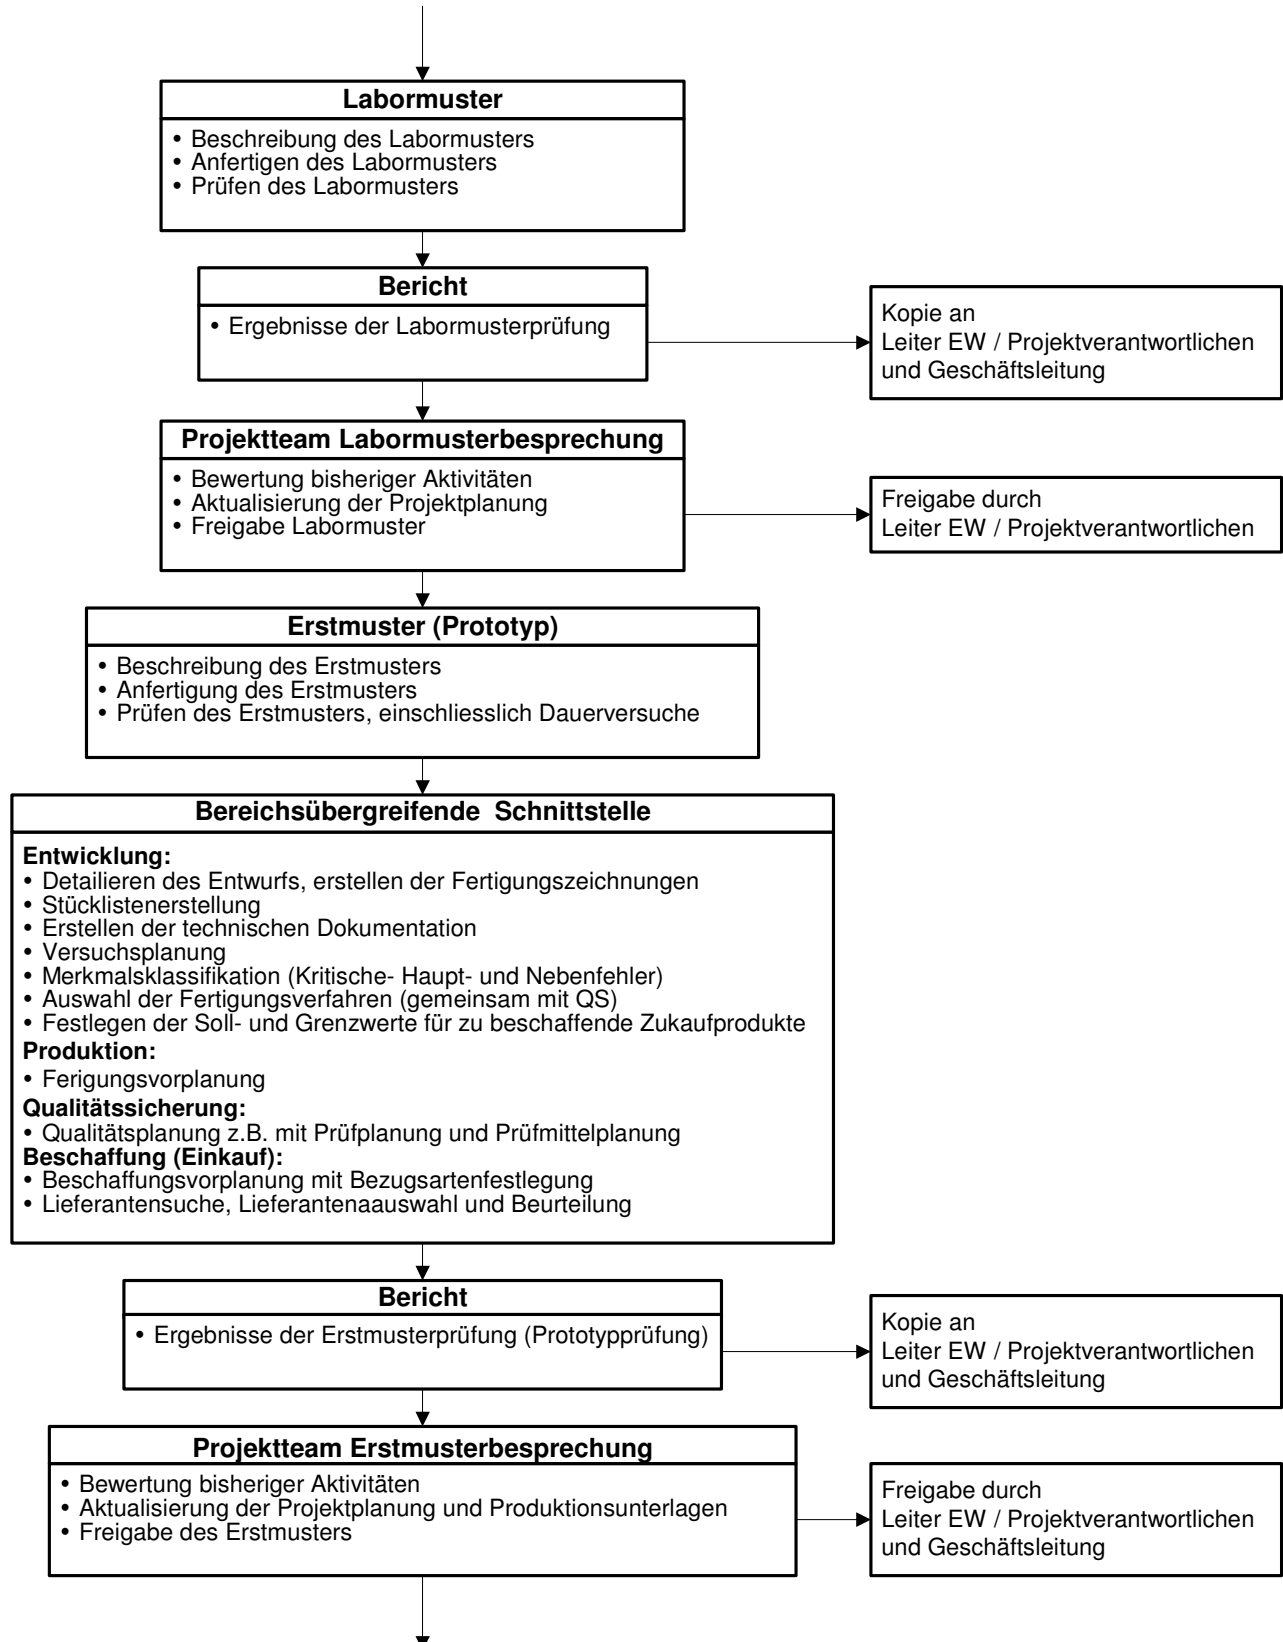 Labormuster
• Beschreibung des Labormusters
• Anfertigen des Labormusters
• Prüfen des Labormusters
Bericht
• Ergebnisse der Labormusterprüfung
Kopie an
Leiter EW / Projektverantwortlichen
und Geschäftsleitung
Projektteam Labormusterbesprechung
• Bewertung bisheriger Aktivitäten
• Aktualisierung der Projektplanung
• Freigabe Labormuster
Freigabe durch
Leiter EW / Projektverantwortlichen
Erstmuster (Prototyp)
• Beschreibung des Erstmusters
• Anfertigung des Erstmusters
• Prüfen des Erstmusters, einschliesslich Dauerversuche
Bereichsübergreifende Schnittstelle
Entwicklung:
• Detailieren des Entwurfs, erstellen der Fertigungszeichnungen
• Stücklistenerstellung
• Erstellen der technischen Dokumentation
• Versuchsplanung
• Merkmalsklassifikation (Kritische- Haupt- und Nebenfehler)
• Auswahl der Fertigungsverfahren (gemeinsam mit QS)
• Festlegen der Soll- und Grenzwerte für zu beschaffende Zukaufprodukte
Produktion:
• Ferigungsvorplanung
Qualitätssicherung:
• Qualitätsplanung z.B. mit Prüfplanung und Prüfmittelplanung
Beschaffung (Einkauf):
• Beschaffungsvorplanung mit Bezugsartenfestlegung
• Lieferantensuche, Lieferantenaauswahl und Beurteilung
Bericht
• Ergebnisse der Erstmusterprüfung (Prototypprüfung)
Kopie an
Leiter EW / Projektverantwortlichen
und Geschäftsleitung
Projektteam Erstmusterbesprechung
• Bewertung bisheriger Aktivitäten
• Aktualisierung der Projektplanung und Produktionsunterlagen
• Freigabe des Erstmusters
Freigabe durch
Leiter EW / Projektverantwortlichen
und Geschäftsleitung